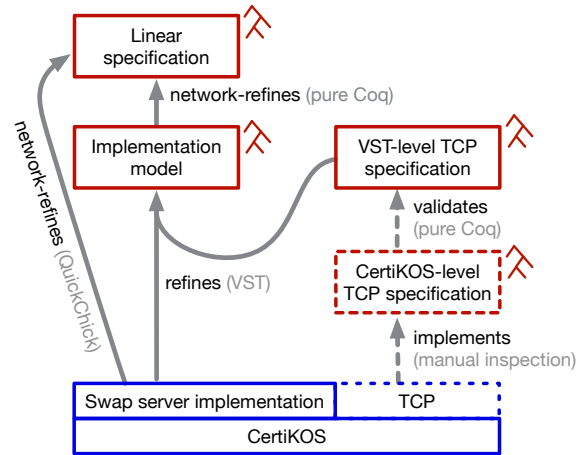 Linear
specification
network-refines (pure Coq)
network-refines
(QuickChick)
Implementation
model
VST-level TCP
specification
validates
(pure Coq)
refines (VST)
CertiKOS-level
TCP specification
implements
(manual inspection)
Swap server implementation
TCP
CertiKOS